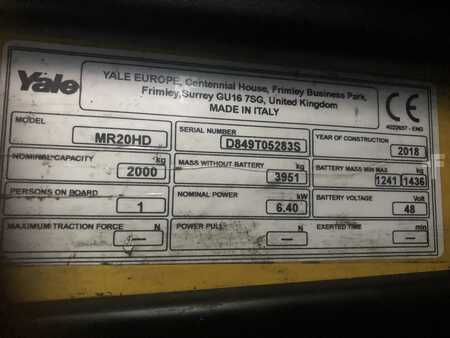 Yale
YALE EUROPE, Centennial House, Frimley Business Park,
Frimley, Surrey GU16 7SG, United Kingdom
MADE IN ITALY
CE
4022937 - ENG
MODEL
MR20HD
SERIAL NUMBER
D849T05283S
YEAR OF CONSTRUCTION
2018
NOMINAL CAPACITY
kg
2000
MASS WITHOUT BATTERY
kg
3951
BATTERY MASS MIN MAX
kg
1241 1436
PERSONS ON BOARD
1
NOMINAL POWER
kW
6.40
BATTERY VOLTAGE
Volt
48
MAXIMUM TRACTION FORCE
N
—
POWER PULL
N
—
EXERTED TIME
min
—